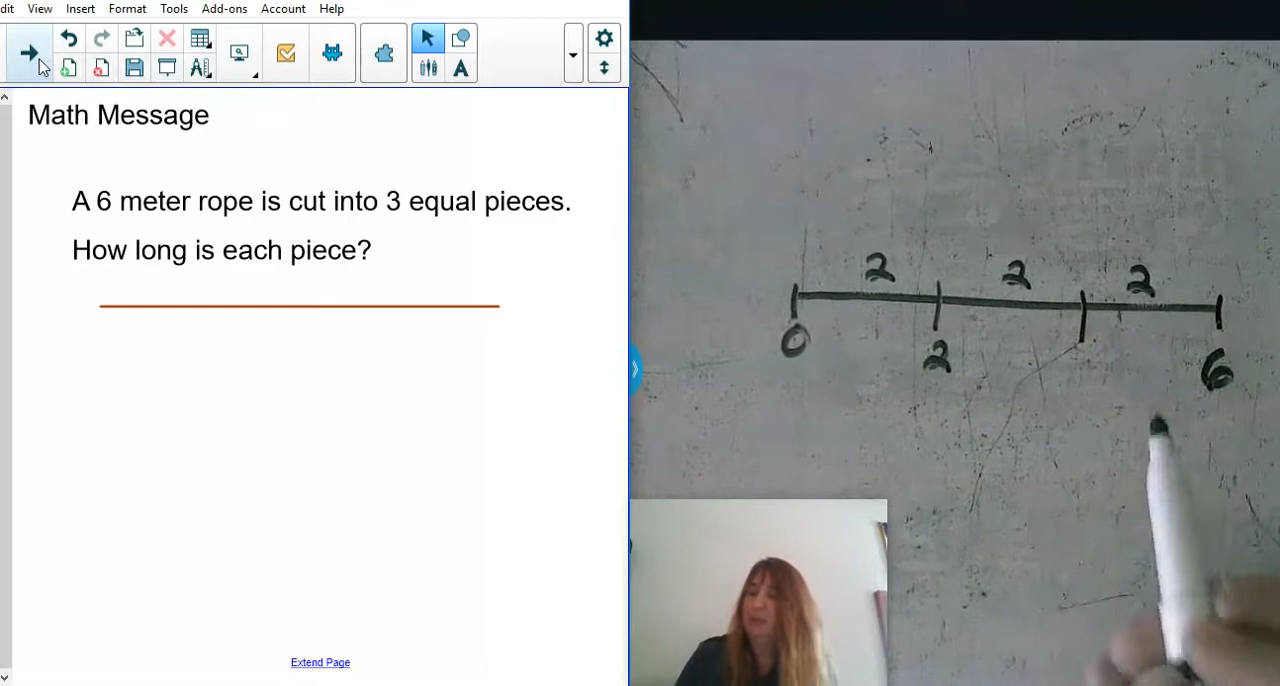 dit View Insert Format Tools Add-ons Account Help
A
Math Message
A 6 meter rope is cut into 3 equal pieces.
How long is each piece?
Extend Page
2 2 2
0 2 6